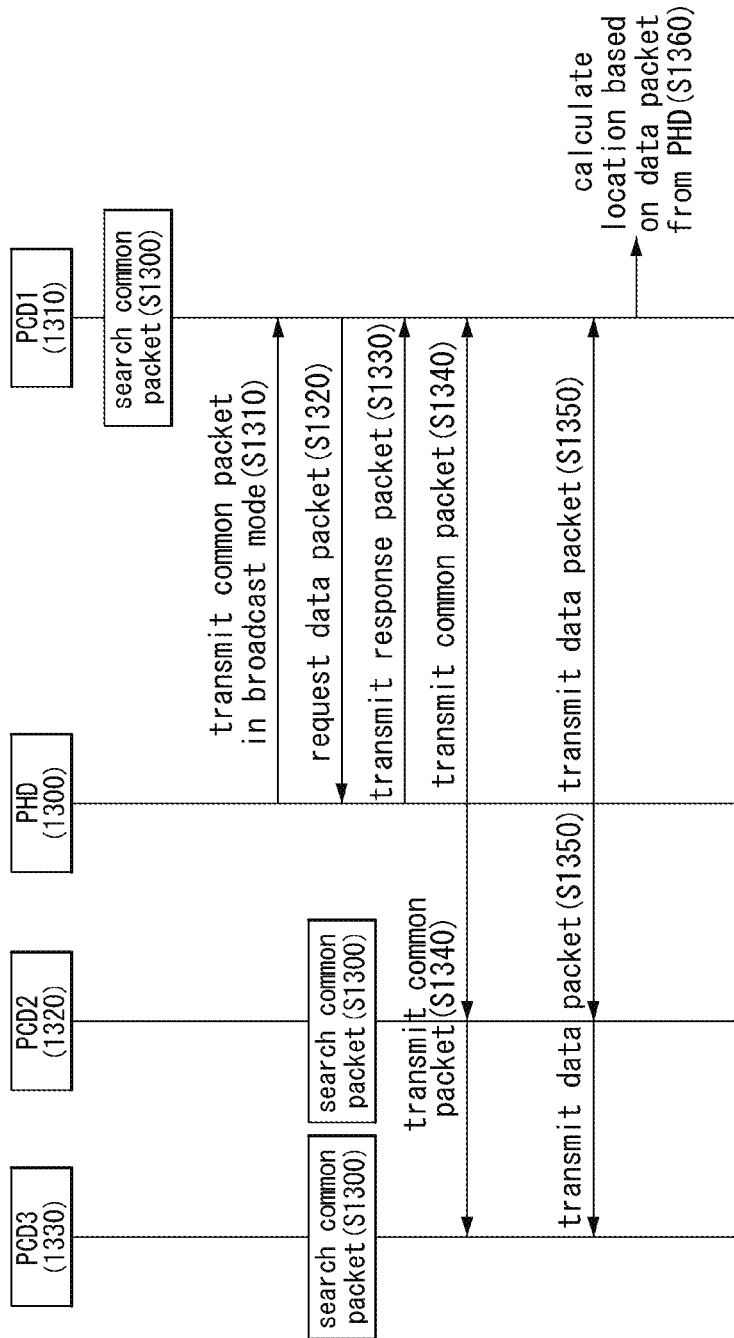 PCD3
(1330)
PCD2
(1320)
PHD
(1300)
PCD1
(1310)
search common
packet(S1300)
transmit common packet
in broadcast mode(S1310)
search common
packet(S1300)
search common
packet(S1300)
request data packet(S1320)
transmit response packet(S1330)
transmit common
packet(S1340)
transmit common packet(S1340)
transmit data packet(S1350)
transmit data packet(S1350)
calculate
location based
on data packet
from PHD(S1360)